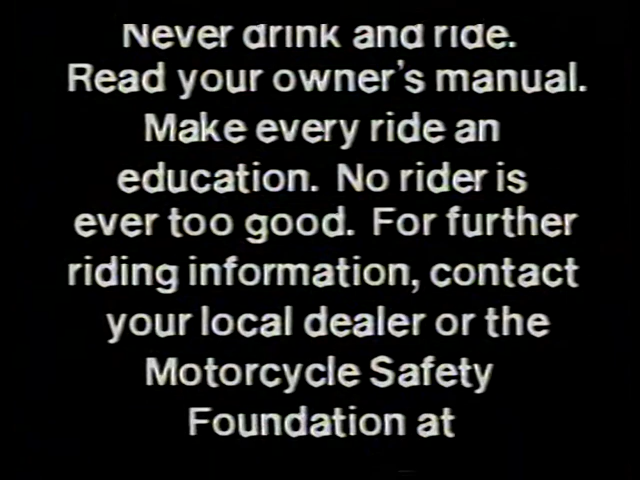 Never drink and ride.
Read your owner's manual.
Make every ride an
education. No rider is
ever too good. For further
riding information, contact
your local dealer or the
Motorcycle Safety
Foundation at